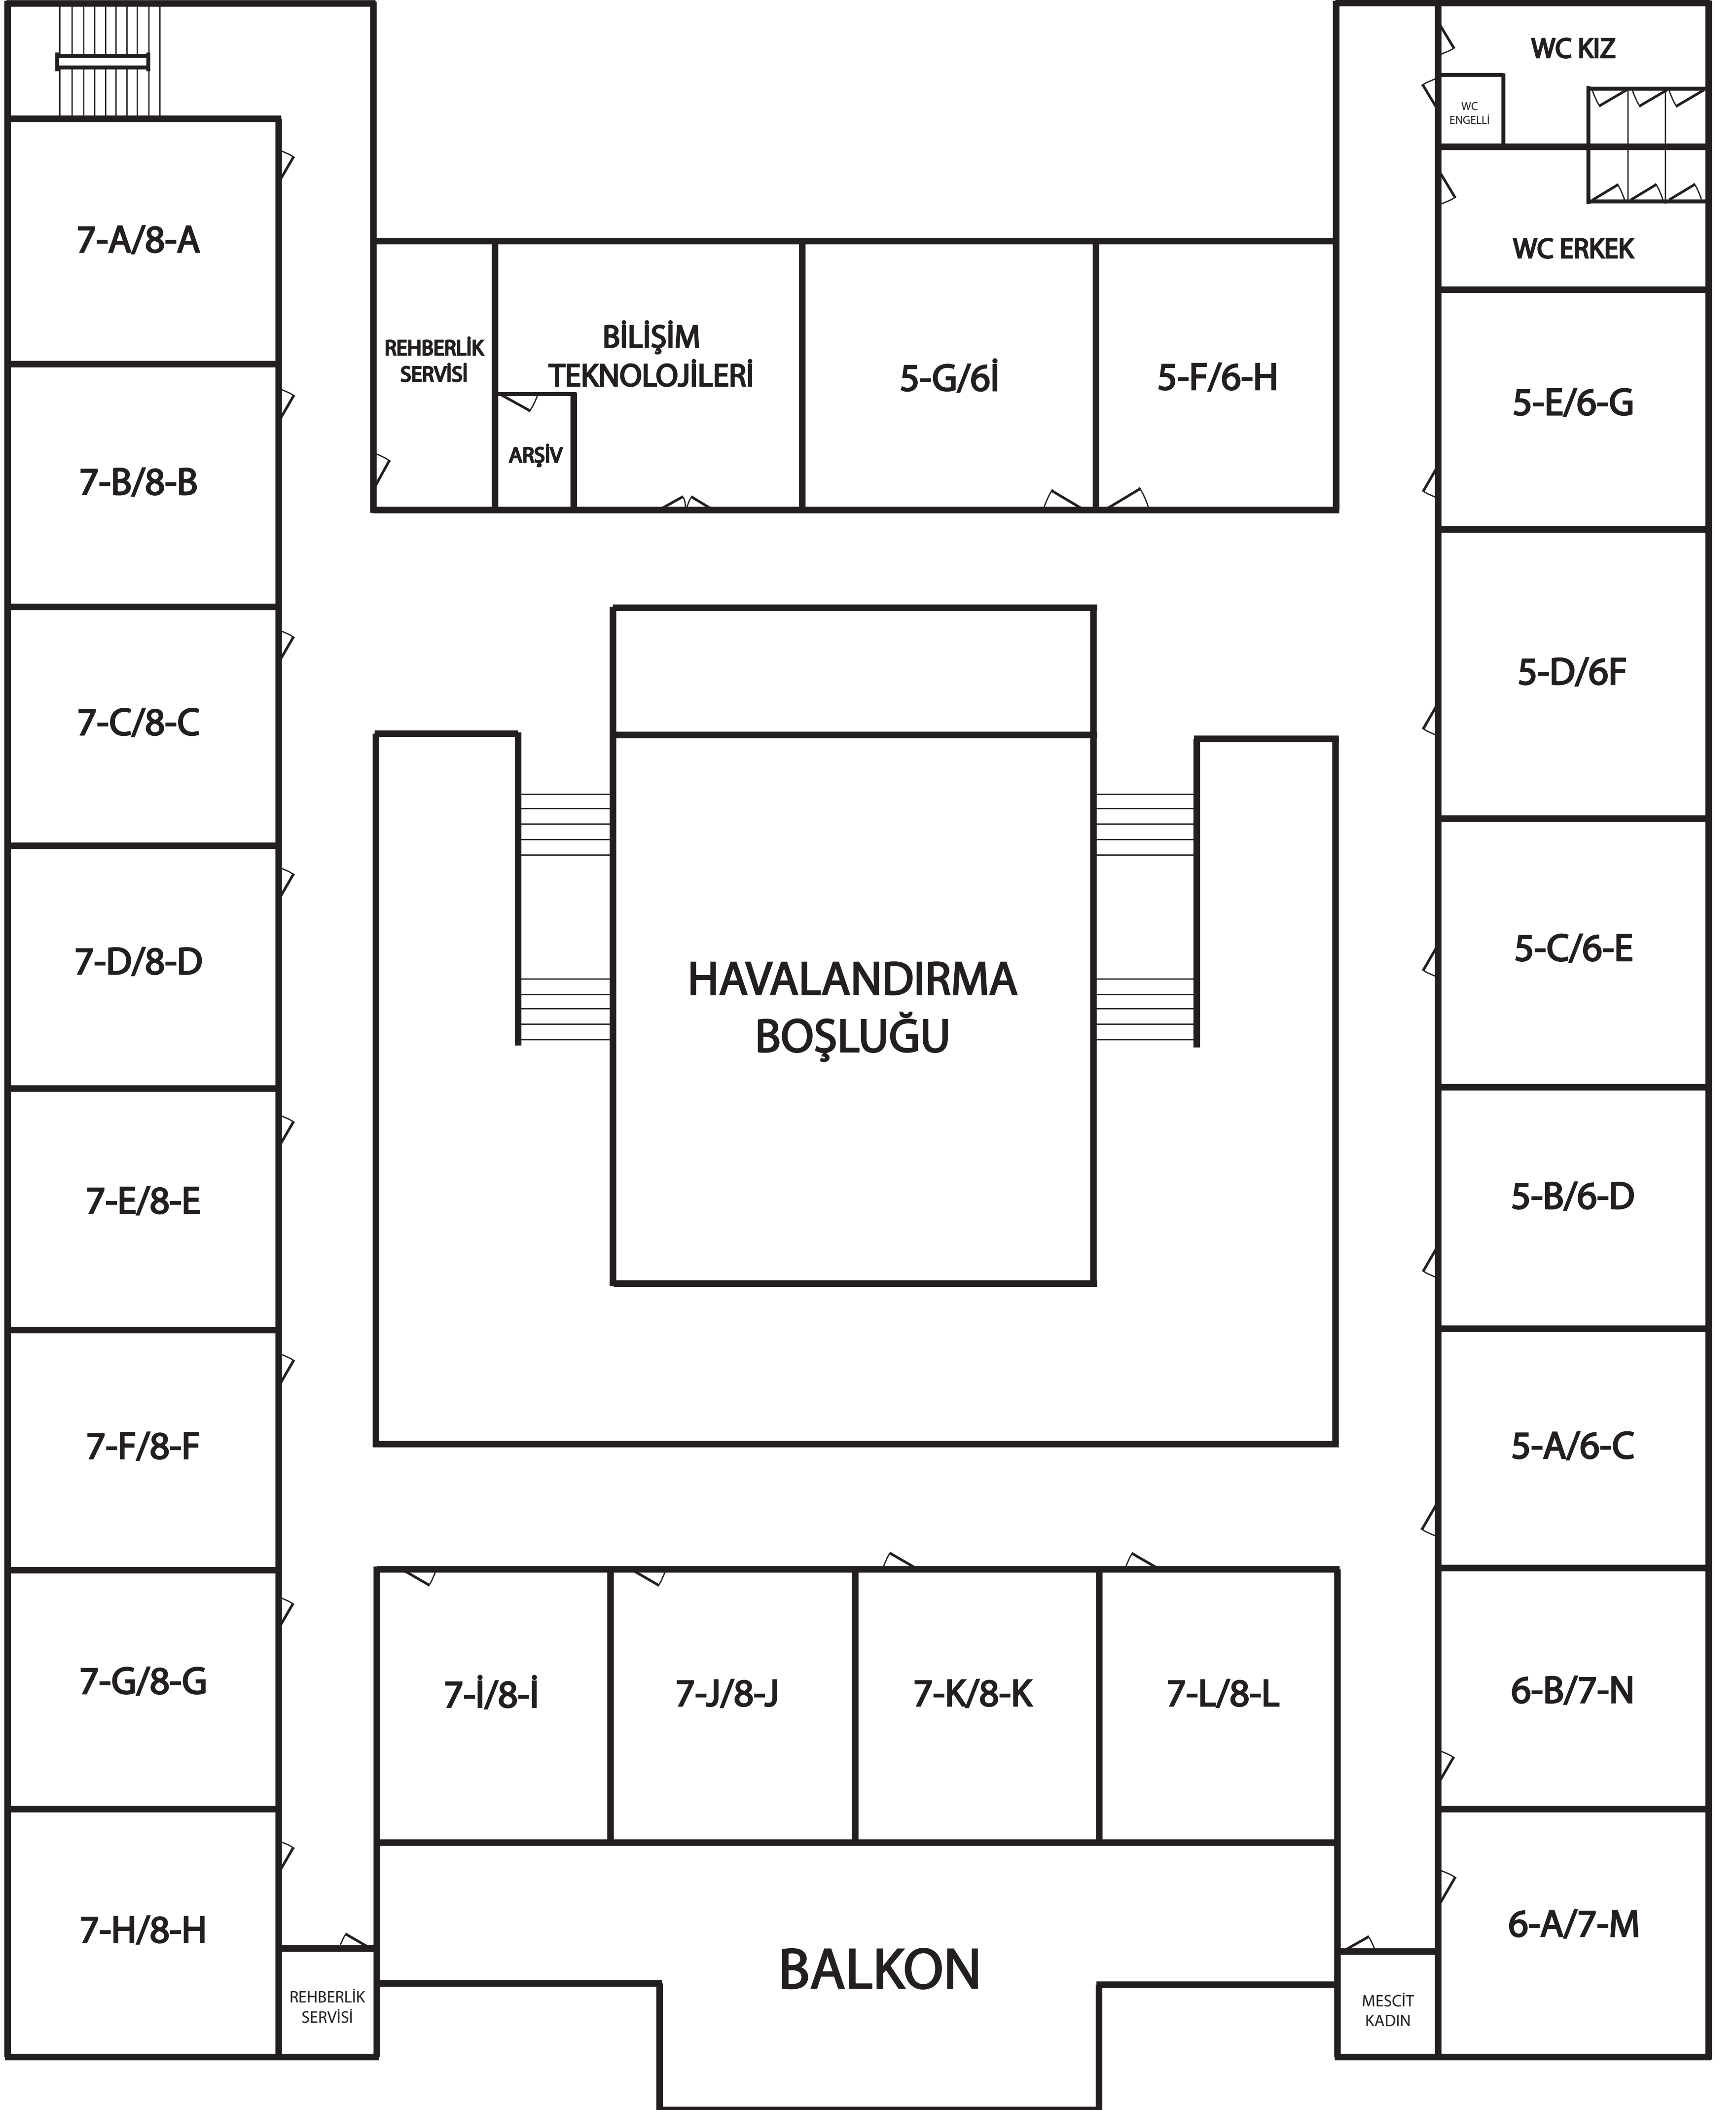 WC KIZ
WC
ENGELLİ
WC ERKEK
7-A/8-A
REHBERLİK
SERVİSİ
BİLİŞİM
TEKNOLOJİLERİ
ARŞİV
5-G/6İ
5-F/6-H
5-E/6-G
7-B/8-B
7-C/8-C
5-D/6F
7-D/8-D
HAVALANDIRMA
BOŞLUĞU
5-C/6-E
7-E/8-E
5-B/6-D
7-F/8-F
5-A/6-C
7-G/8-G
7-İ/8-İ
7-J/8-J
7-K/8-K
7-L/8-L
6-B/7-N
7-H/8-H
REHBERLİK
SERVİSİ
BALKON
MESCİT
KADIN
6-A/7-M